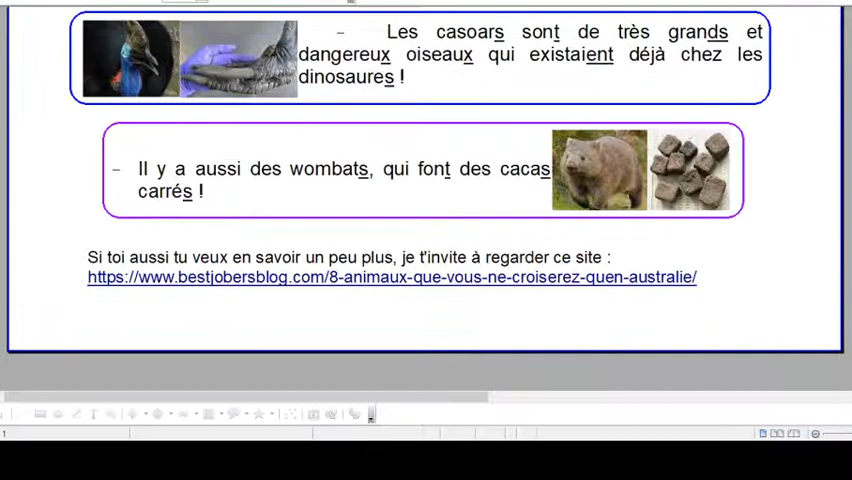 - Les casoars sont de très grands et
dangereux oiseaux qui existaient déjà chez les
dinosaures !
- Il y a aussi des wombats, qui font des cacas
carrés !
Si toi aussi tu veux en savoir un peu plus, je t'invite à regarder ce site :
https://www.bestjobersblog.com/8-animaux-que-vous-ne-croiserez-quen-australie/
1